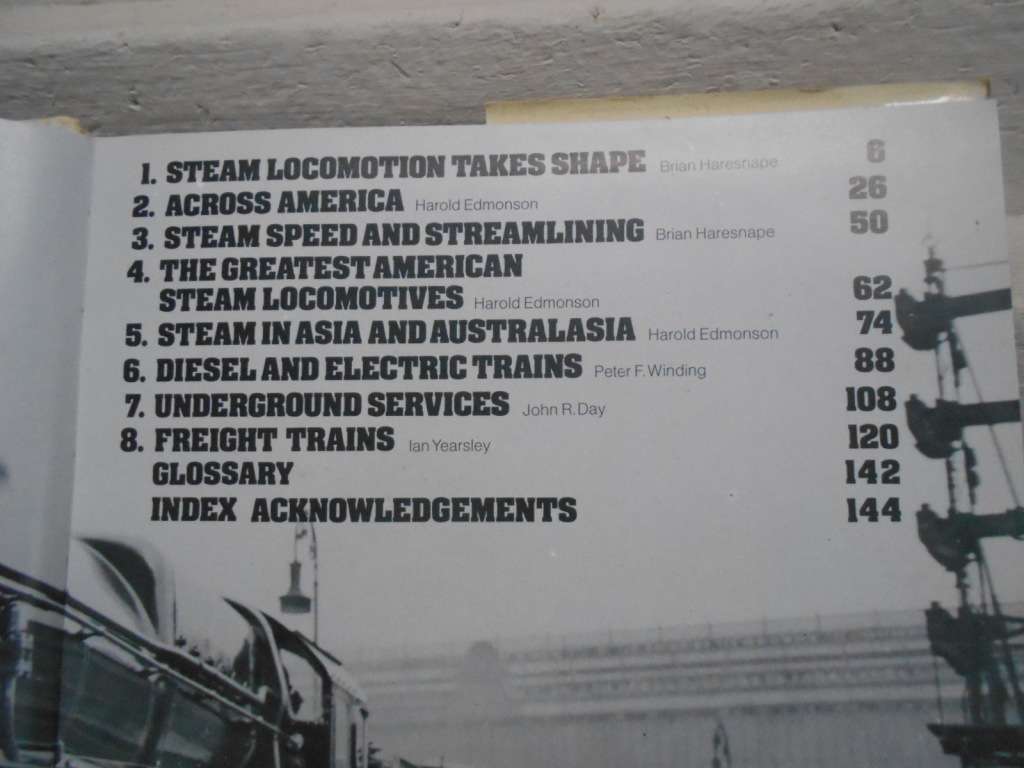 1. STEAM LOCOMOTION TAKES SHAPE Brian Haresnape 6
2. ACROSS AMERICA Harold Edmonson 26
3. STEAM SPEED AND STREAMLINING Brian Haresnape 50
4. THE GREATEST AMERICAN
STEAM LOCOMOTIVES Harold Edmonson 62
5. STEAM IN ASIA AND AUSTRALASIA Harold Edmonson 74
6. DIESEL AND ELECTRIC TRAINS Peter F. Winding 88
7. UNDERGROUND SERVICES John R. Day 108
8. FREIGHT TRAINS Ian Yearsley 120
GLOSSARY 142
INDEX ACKNOWLEDGEMENTS 144